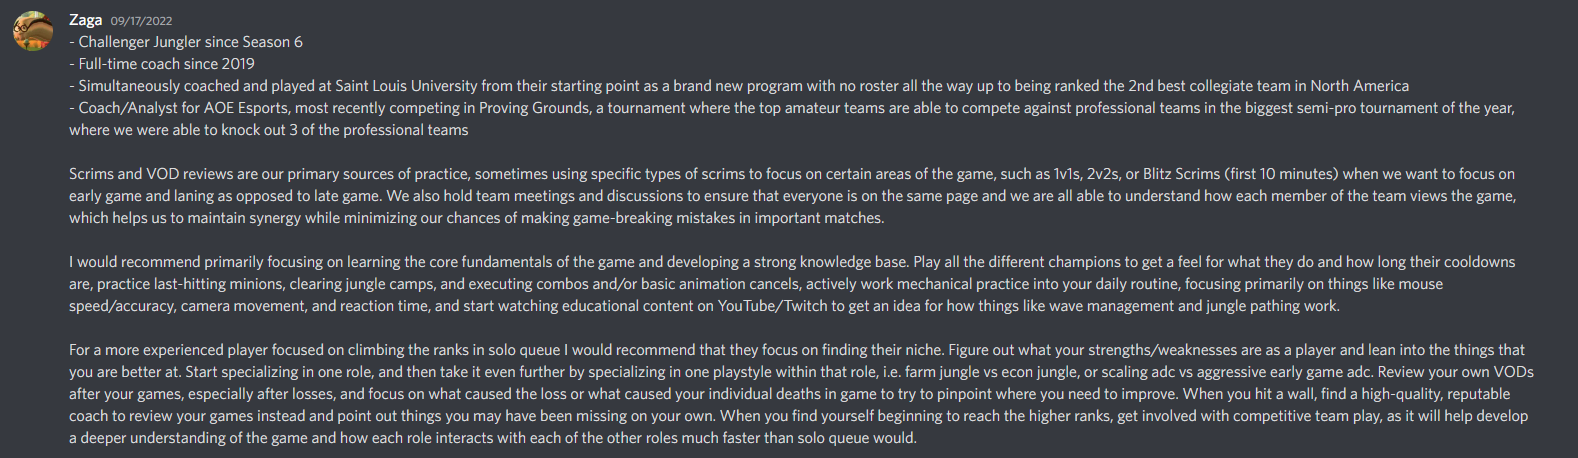 Zaga 09/17/2022
- Challenger Jungler since Season 6
- Full-time coach since 2019
- Simultaneously coached and played at Saint Louis University from their starting point as a brand new program with no roster all the way up to being ranked the 2nd best collegiate team in North America
- Coach/Analyst for AOE Esports, most recently competing in Proving Grounds, a tournament where the top amateur teams are able to compete against professional teams in the biggest semi-pro tournament of the year,
where we were able to knock out 3 of the professional teams
Scrims and VOD reviews are our primary sources of practice, sometimes using specific types of scrims to focus on certain areas of the game, such as 1v1s, 2v2s, or Blitz Scrims (first 10 minutes) when we want to focus on
early game and laning as opposed to late game. We also hold team meetings and discussions to ensure that everyone is on the same page and we are all able to understand how each member of the team views the game,
which helps us to maintain synergy while minimizing our chances of making game-breaking mistakes in important matches.
I would recommend primarily focusing on learning the core fundamentals of the game and developing a strong knowledge base. Play all the different champions to get a feel for what they do and how long their cooldowns
are, practice last-hitting minions, clearing jungle camps, and executing combos and/or basic animation cancels, actively work mechanical practice into your daily routine, focusing primarily on things like mouse
speed/accuracy, camera movement, and reaction time, and start watching educational content on YouTube/Twitch to get an idea for how things like wave management and jungle pathing work.
For a more experienced player focused on climbing the ranks in solo queue I would recommend that they focus on finding their niche. Figure out what your strengths/weaknesses are as a player and lean into the things that
you are better at. Start specializing in one role, and then take it even further by specializing in one playstyle within that role, i.e. farm jungle vs econ jungle, or scaling adc vs aggressive early game adc. Review your own VODs
after your games, especially after losses, and focus on what caused the loss or what caused your individual deaths in game to try to pinpoint where you need to improve. When you hit a wall, find a high-quality, reputable
coach to review your games instead and point out things you may have been missing on your own. When you find yourself beginning to reach the higher ranks, get involved with competitive team play, as it will help develop
a deeper understanding of the game and how each role interacts with each of the other roles much faster than solo queue would.